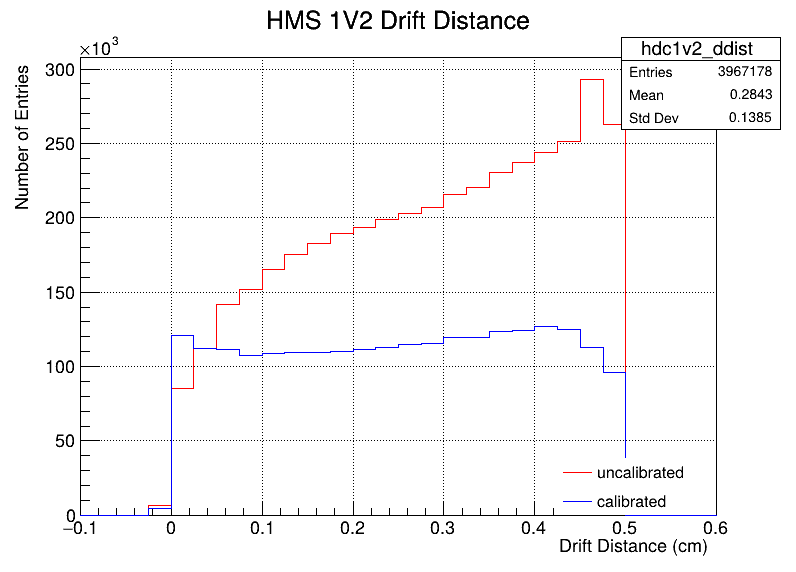 HMS 1V2 Drift Distance
×10³
hdc1v2_ddist
Entries 3967178
Mean 0.2843
Std Dev 0.1385
Number of Entries
300
250
200
150
100
50
0
−0.1 0 0.1 0.2 0.3 0.4 0.5 0.6
Drift Distance (cm)
uncalibrated
calibrated